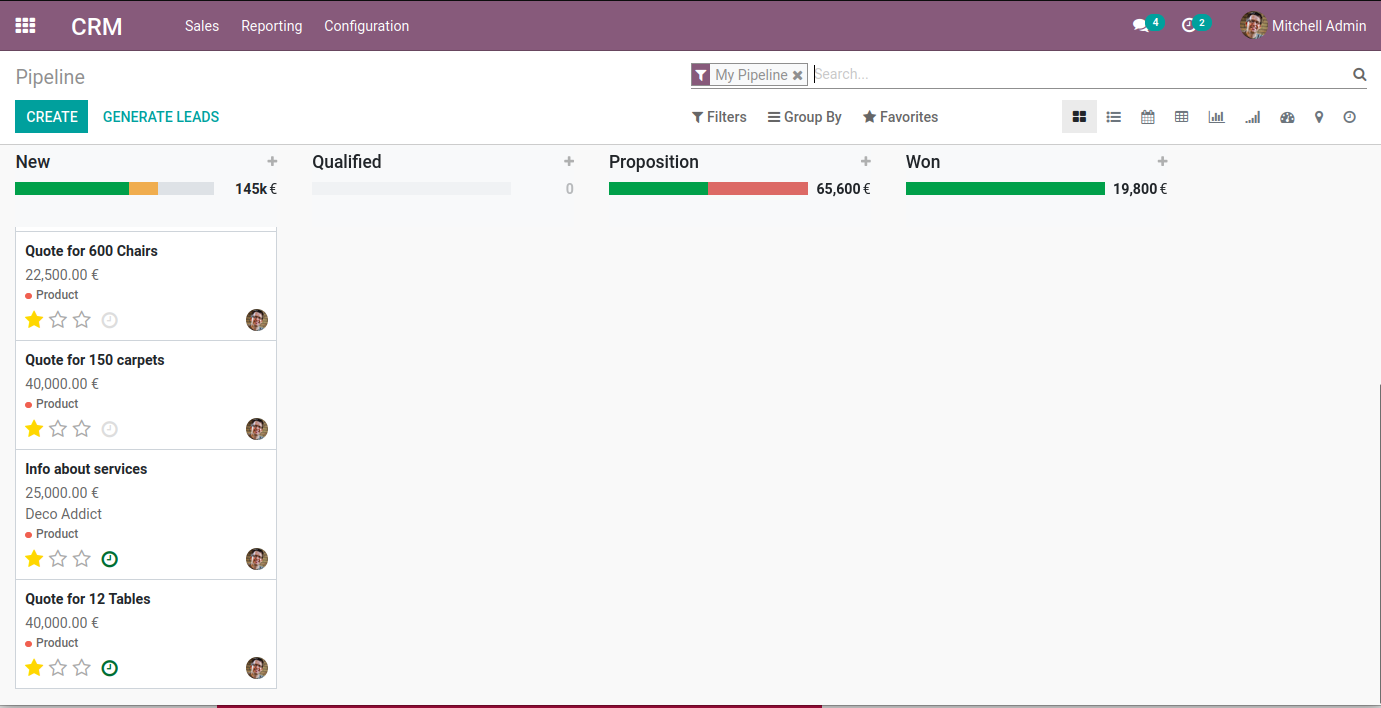 CRM Sales Reporting Configuration 4 2 Mitchell Admin
Pipeline My Pipeline Search...
CREATE GENERATE LEADS Filters Group By Favorites
New + Qualified + Proposition + Won +
145k € 0 65,600 € 19,800 €
Quote for 600 Chairs
22,500.00 €
Product
Quote for 150 carpets
40,000.00 €
Product
Info about services
25,000.00 €
Deco Addict
Product
Quote for 12 Tables
40,000.00 €
Product